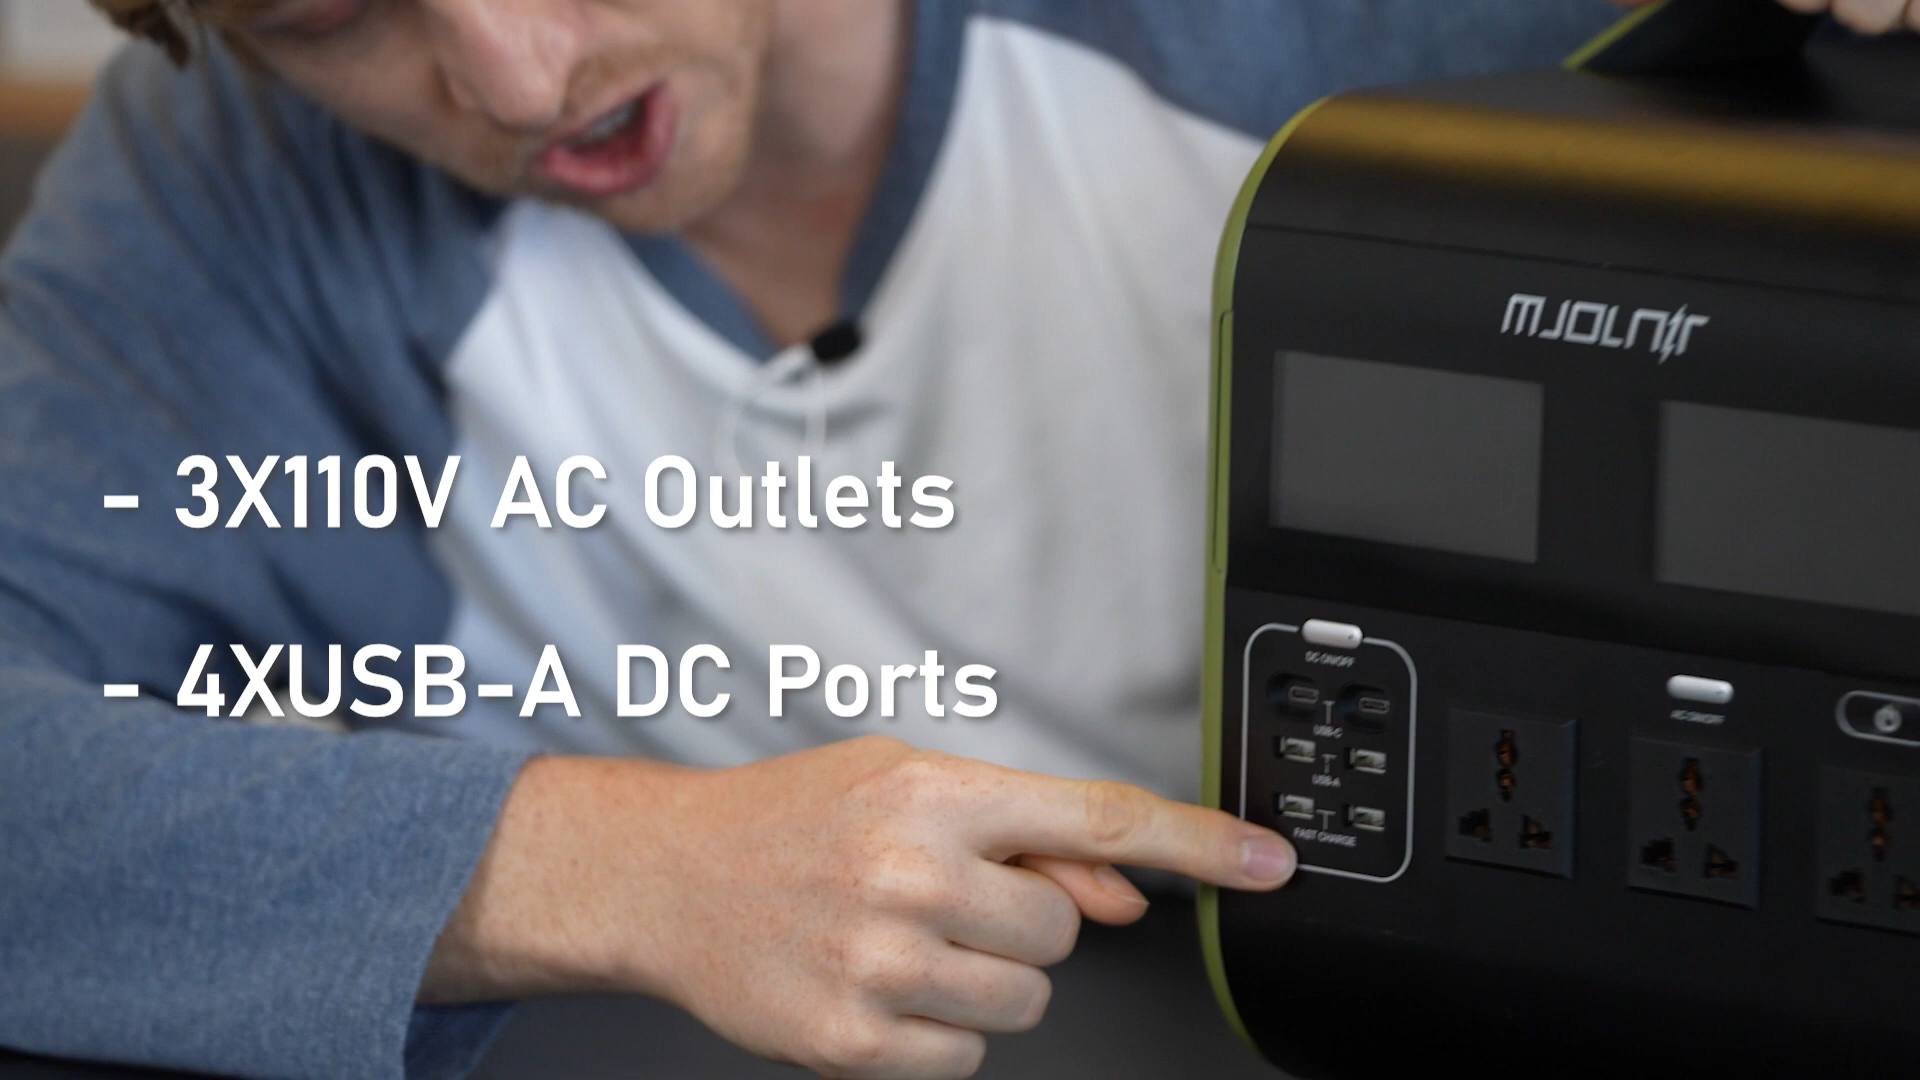 MJOLNIR
- 3X110V AC Outlets
- 4XUSB-A DC Ports
DC ON/OFF
USB-C
USB-A
FAST CHARGE
AC ON/OFF